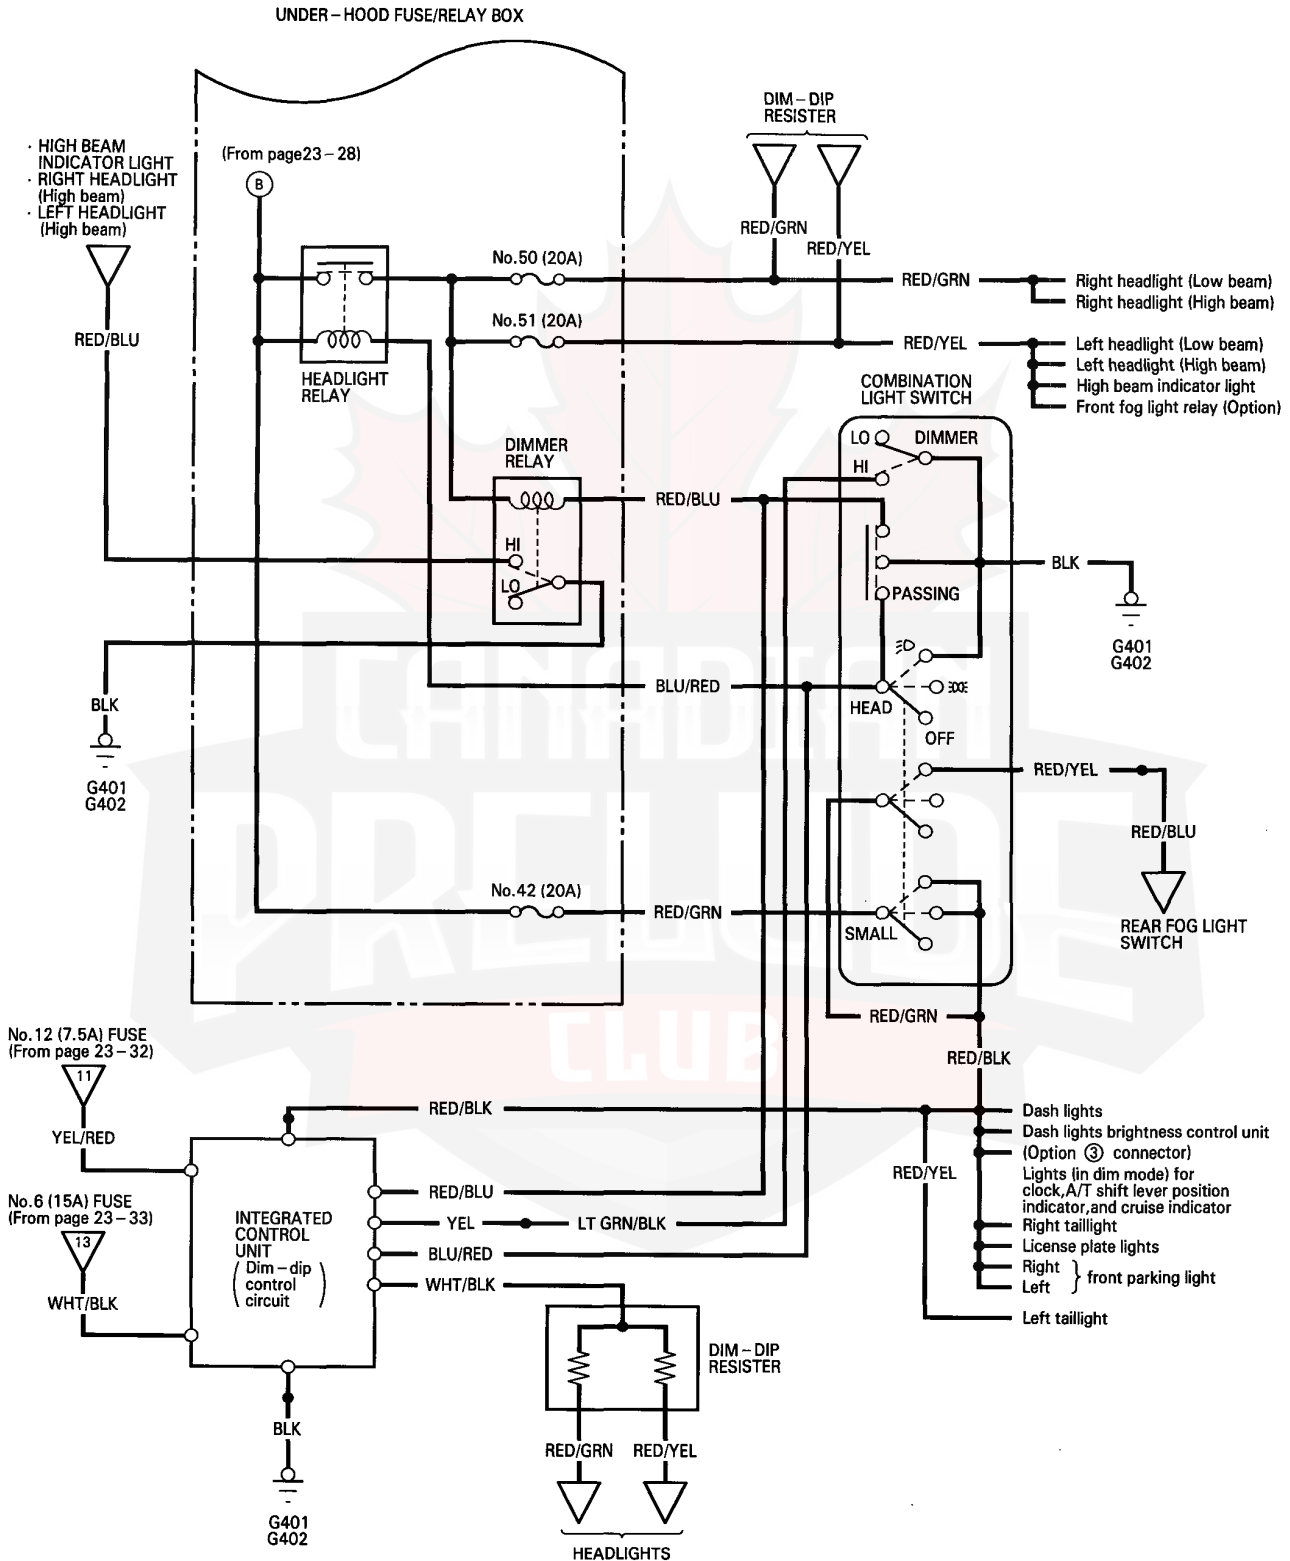 UNDER-HOOD FUSE/RELAY BOX
DIM-DIP
RESISTER
· HIGH BEAM
INDICATOR LIGHT
· RIGHT HEADLIGHT
(High beam)
· LEFT HEADLIGHT
(High beam)
(From page23-28)
B
RED/GRN
RED/YEL
No.50 (20A)
RED/GRN
Right headlight (Low beam)
Right headlight (High beam)
No.51 (20A)
RED/BLU
RED/YEL
Left headlight (Low beam)
Left headlight (High beam)
High beam indicator light
Front fog light relay (Option)
HEADLIGHT
RELAY
COMBINATION
LIGHT SWITCH
LO
DIMMER
HI
DIMMER
RELAY
RED/BLU
HI
LO
BLK
PASSING
G401
G402
BLU/RED
HEAD
OFF
BLK
G401
G402
RED/YEL
RED/BLU
No.42 (20A)
RED/GRN
SMALL
REAR FOG LIGHT
SWITCH
CANADIAN
PRELUDE
CLUB
RED/GRN
No.12 (7.5A) FUSE
(From page 23-32)
11
RED/BLK
RED/BLK
Dash lights
YEL/RED
Dash lights brightness control unit
(Option ③ connector)
RED/YEL
Lights (in dim mode) for
clock,A/T shift lever position
indicator,and cruise indicator
No.6 (15A) FUSE
(From page 23-33)
13
RED/BLU
INTEGRATED
CONTROL
UNIT
(Dim-dip
control
circuit)
YEL
LT GRN/BLK
Right taillight
BLU/RED
License plate lights
Right
Left
front parking light
WHT/BLK
WHT/BLK
Left taillight
DIM-DIP
RESISTER
BLK
RED/GRN
RED/YEL
G401
G402
HEADLIGHTS